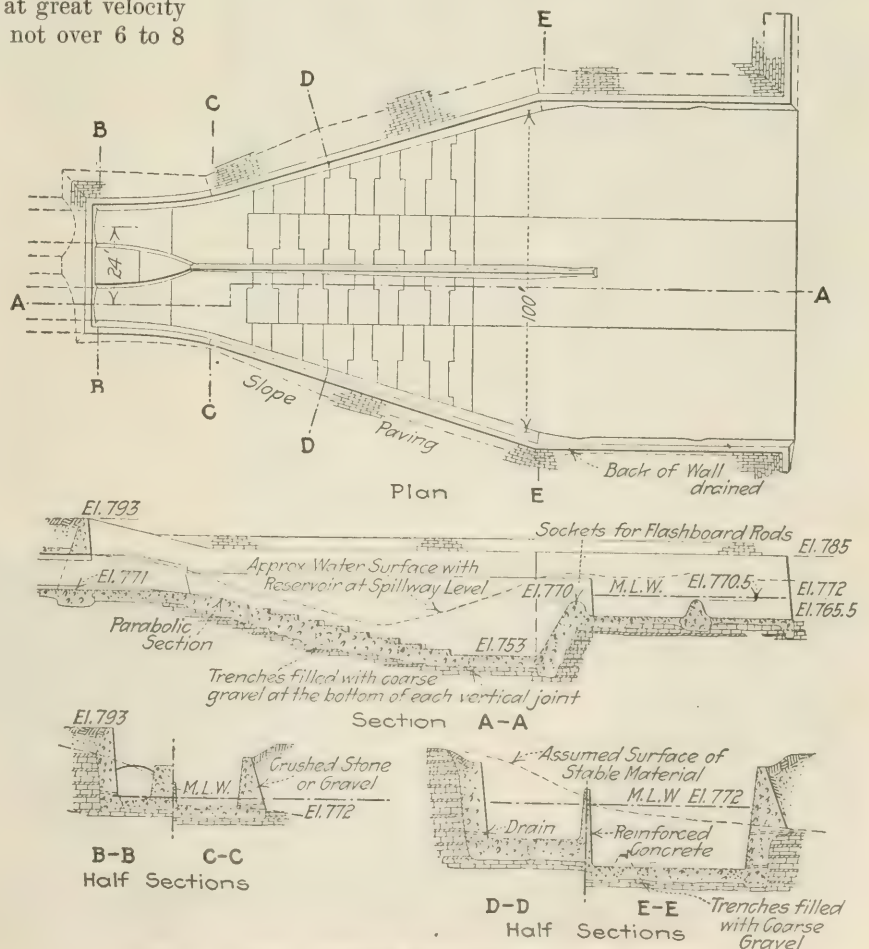 at great velocity
not over 6 to 8
E
D
C
B
24'
A
A
100'
B
C
Slope
D
Paving
Back of Wall
drained
Plan
E
El. 793
Sockets for Flashboard Rods
El. 785
Approx Water Surface with
Reservoir at Spillway Level
El. 771
El. 770
M.L.W.
El. 770.5
El. 772
El. 765.5
Parabolic
Section
El. 753
Trenches filled with coarse
gravel at the bottom of each vertical joint
Section A-A
El. 793
Crushed Stone
or Gravel
M.L.W.
El. 772
B-B C-C
Half Sections
Assumed Surface of
Stable Material
M.L.W. El. 772
Drain
Reinforced
Concrete
D-D E-E
Half Sections
Trenches filled
with Coarse
Gravel